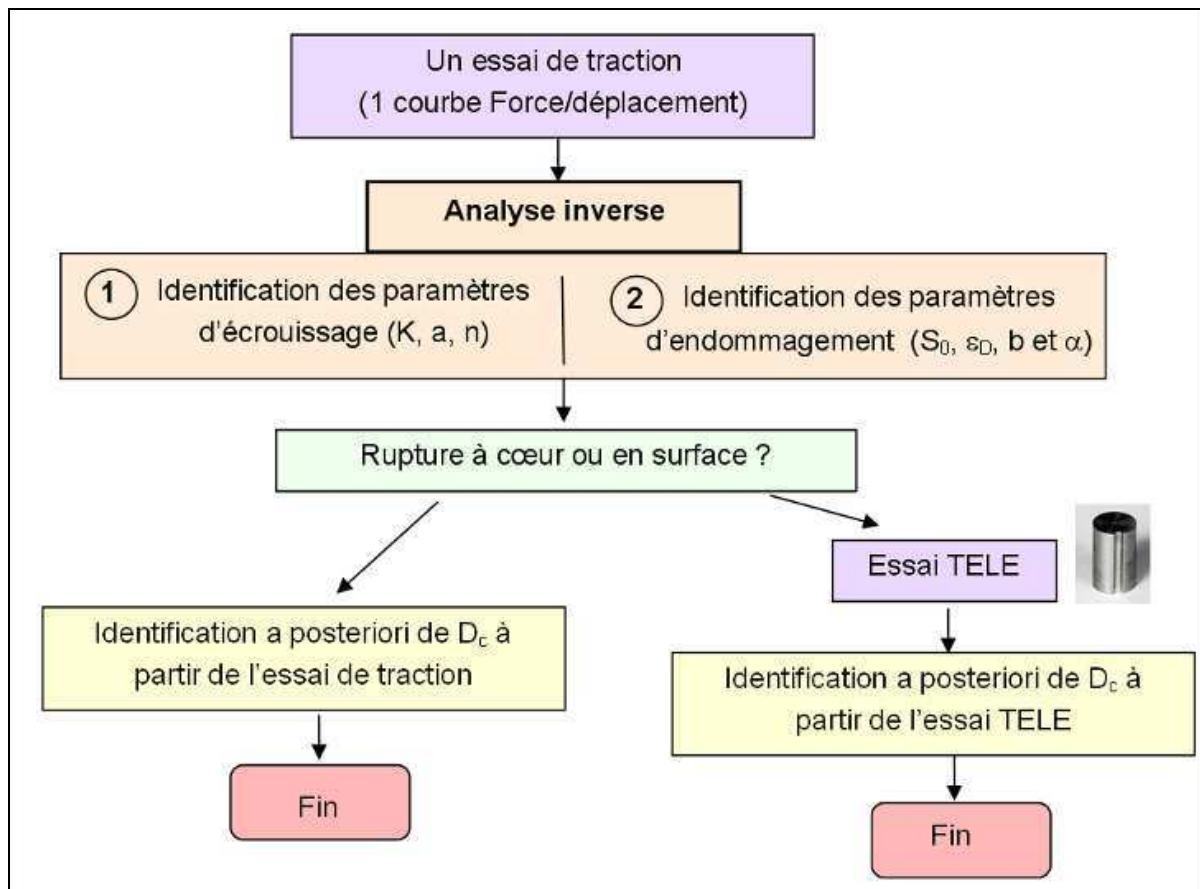 Un essai de traction
(1 courbe Force/déplacement)
Analyse inverse
1 Identification des paramètres
d'écrouissage (K, a, n)
2 Identification des paramètres
d'endommagement (S₀, εD, b et α)
Rupture à cœur ou en surface ?
Essai TELE
Identification a posteriori de Dc à
partir de l'essai de traction
Identification a posteriori de Dc à
partir de l'essai TELE
Fin
Fin